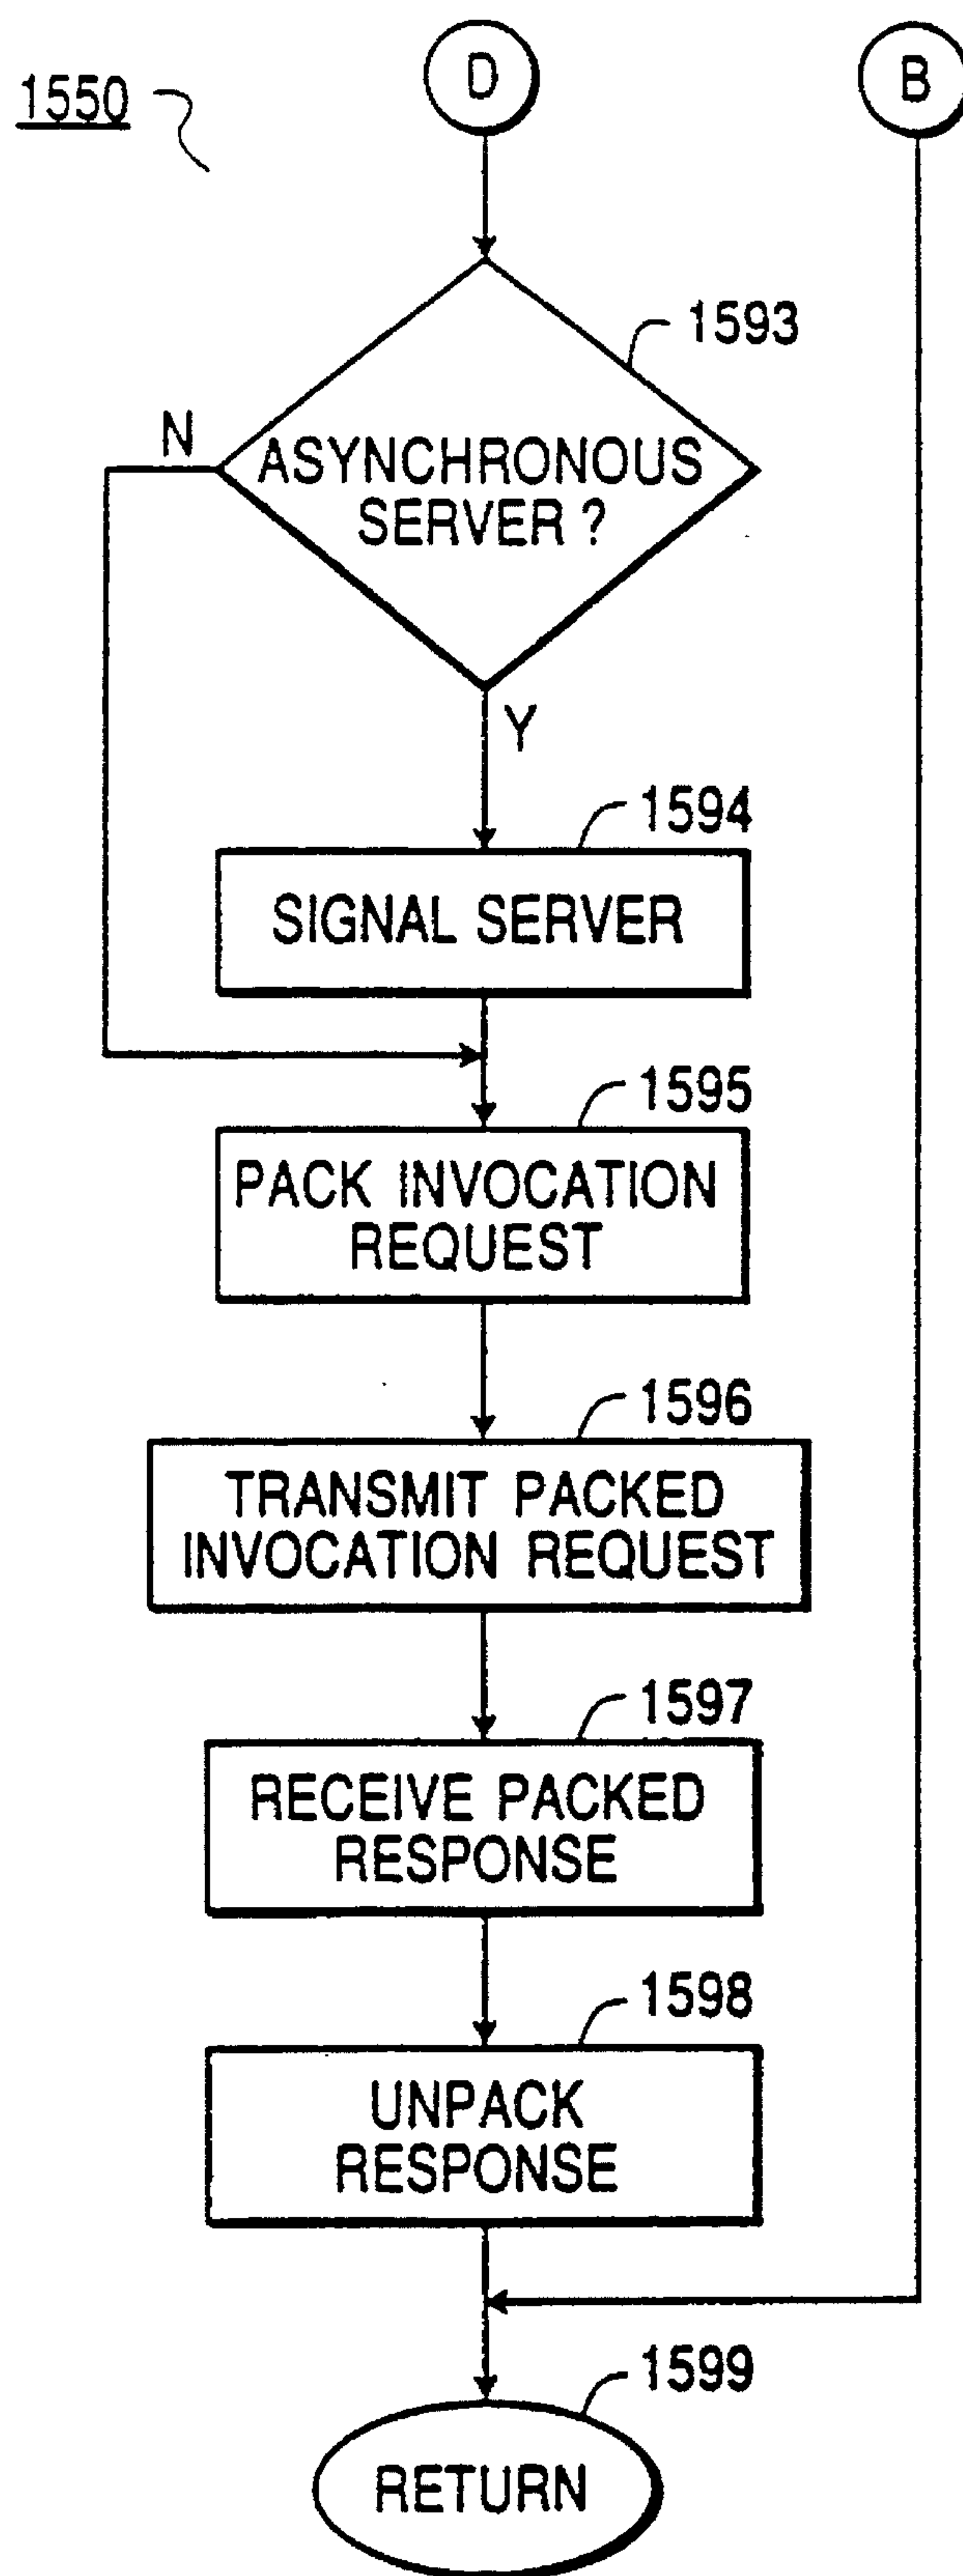 1550
D
B
1593
N
ASYNCHRONOUS
SERVER ?
Y
1594
SIGNAL SERVER
1595
PACK INVOCATION
REQUEST
1596
TRANSMIT PACKED
INVOCATION REQUEST
1597
RECEIVE PACKED
RESPONSE
1598
UNPACK
RESPONSE
1599
RETURN